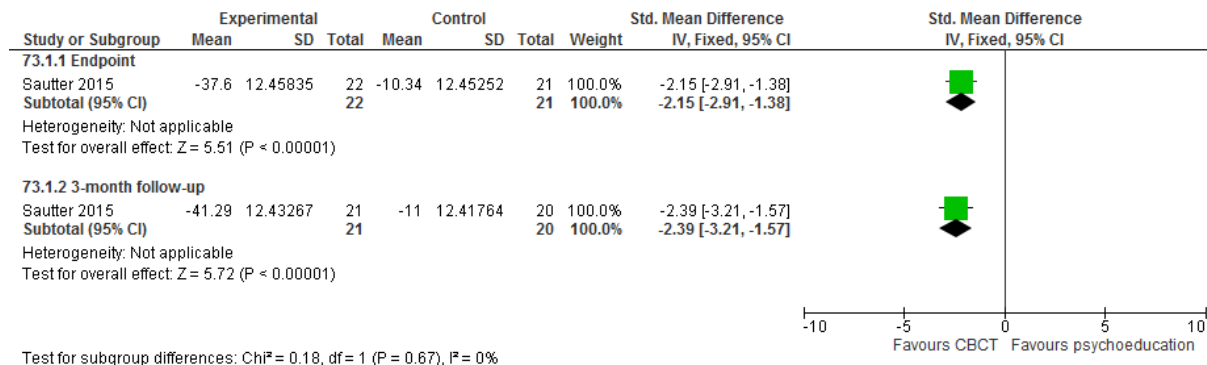 Experimental Control Std. Mean Difference Std. Mean Difference
Study or Subgroup Mean SD Total Mean SD Total Weight IV, Fixed, 95% CI IV, Fixed, 95% CI
73.1.1 Endpoint
Sautter 2015 -37.6 12.45835 22 -10.34 12.45252 21 100.0% -2.15 [-2.91, -1.38]
Subtotal (95% CI) 22 21 100.0% -2.15 [-2.91, -1.38]
Heterogeneity: Not applicable
Test for overall effect: Z = 5.51 (P < 0.00001)
73.1.2 3-month follow-up
Sautter 2015 -41.29 12.43267 21 -11 12.41764 20 100.0% -2.39 [-3.21, -1.57]
Subtotal (95% CI) 21 20 100.0% -2.39 [-3.21, -1.57]
Heterogeneity: Not applicable
Test for overall effect: Z = 5.72 (P < 0.00001)
-10 -5 0 5 10
Favours CBCT Favours psychoeducation
Test for subgroup differences: Chi² = 0.18, df = 1 (P = 0.67), I² = 0%